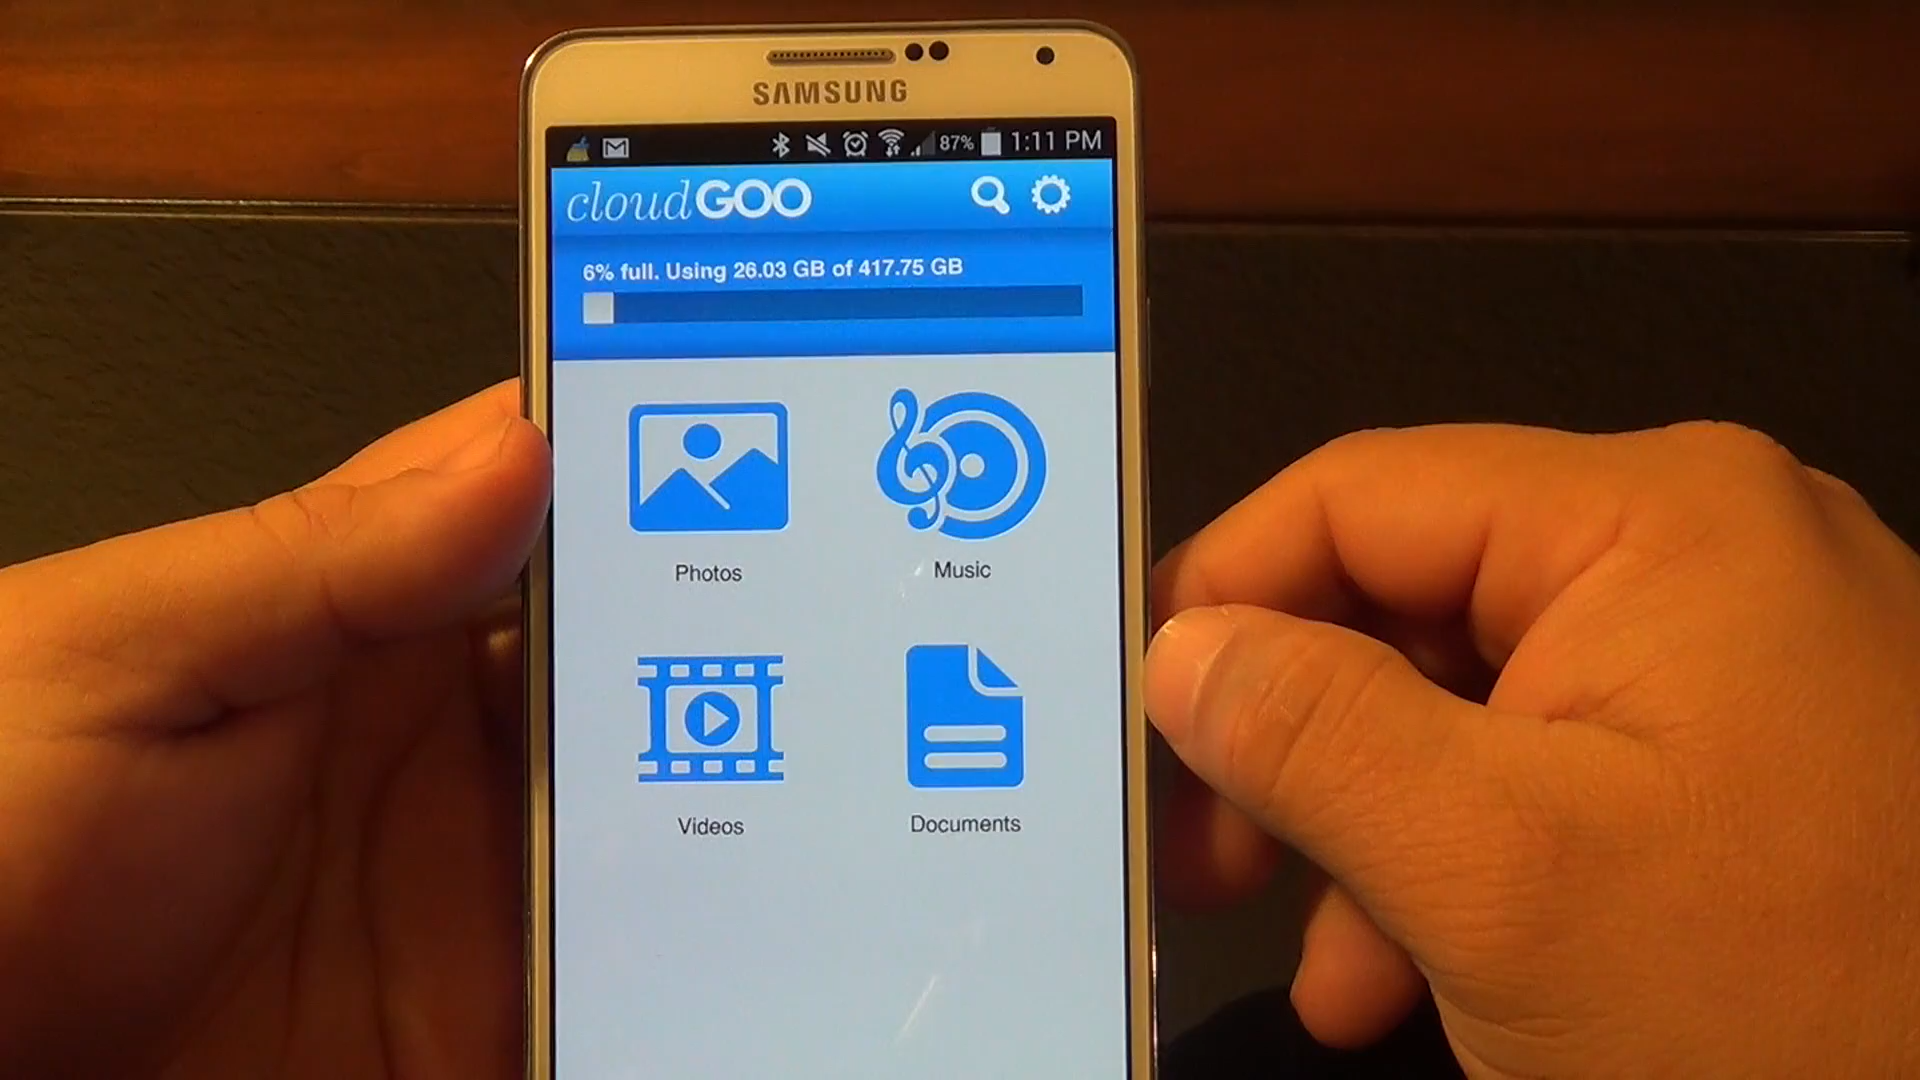 SAMSUNG
87% 1:11 PM
cloudGOO
6% full. Using 26.03 GB of 417.75 GB
Photos
Music
Videos
Documents